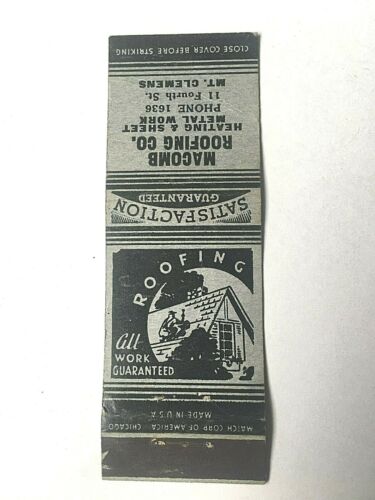 CLOSE COVER BEFORE STRIKING
MACOMB
ROOFING CO.
HEATING & SHEET
METAL WORK
PHONE 1636
11 Fourth St.
MT. CLEMENS
SATISFACTION
GUARANTEED
ROOFING
all
WORK
GUARANTEED
MADE IN U.S.A.
MATCH CORP. OF AMERICA, CHICAGO